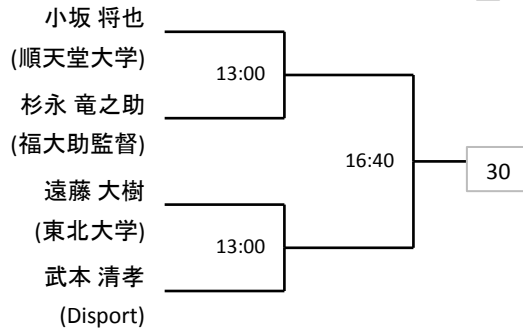 小坂 将也
(順天堂大学)
13:00
杉永 竜之助
(福大助監督)
16:40
30
遠藤 大樹
(東北大学)
13:00
武本 清孝
(Disport)